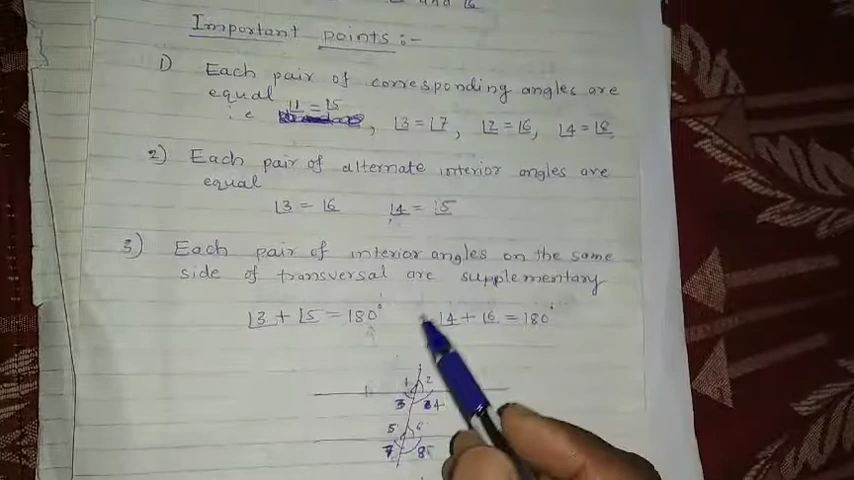 and ∠6
Important points :-
1) Each pair of corresponding angles are
equal ∠1 = ∠5
i.e , ∠3 = ∠7, ∠2 = ∠6, ∠4 = ∠8
2) Each pair of alternate interior angles are
equal
∠3 = ∠6 ∠4 = ∠5
3) Each pair of interior angles on the same
side of transversal are supplementary
∠3 + ∠5 = 180° ∠4 + ∠6 = 180°
1 2
3 4
5 6
7 8